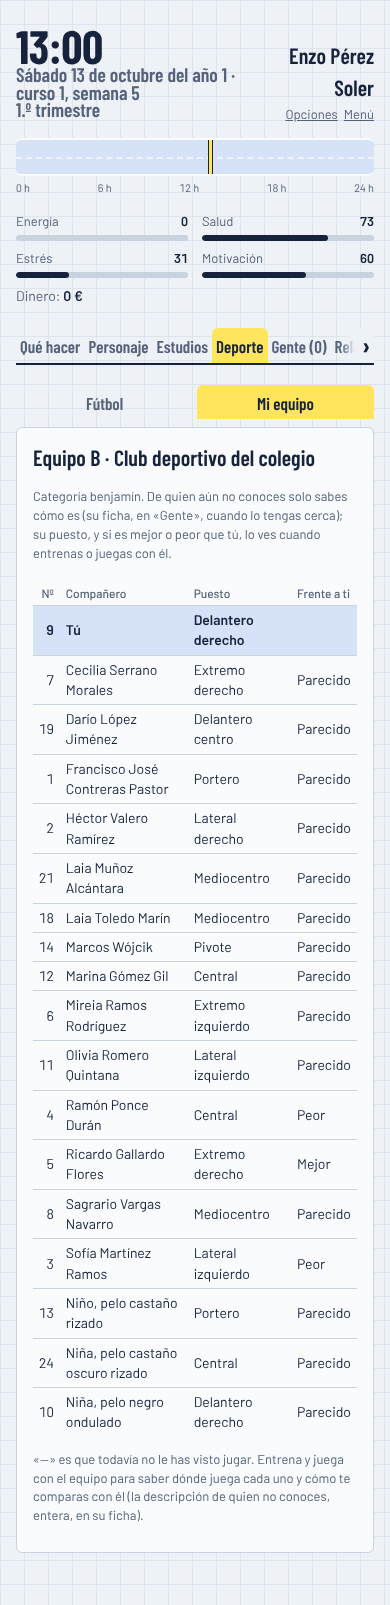 13:00
Sábado 13 de octubre del año 1 ·
curso 1, semana 5
1.º trimestre
Enzo Pérez
Soler
Opciones Menú
0 h 6 h 12 h 18 h 24 h
Energía 0 Salud 73
Estrés 31 Motivación 60
Dinero: 0 €
Qué hacer Personaje Estudios Deporte Gente (0) Rel ›
Fútbol Mi equipo
Equipo B · Club deportivo del colegio
Categoría benjamín. De quien aún no conoces solo sabes
cómo es (su ficha, en «Gente», cuando lo tengas cerca);
su puesto, y si es mejor o peor que tú, lo ves cuando
entrenas o juegas con él.
Nº Compañero Puesto Frente a ti
9 Tú Delantero
derecho
7 Cecilia Serrano
Morales Extremo
derecho Parecido
19 Darío López
Jiménez Delantero
centro Parecido
1 Francisco José
Contreras Pastor Portero Parecido
2 Héctor Valero
Ramírez Lateral
derecho Parecido
21 Laia Muñoz
Alcántara Mediocentro Parecido
18 Laia Toledo Marín Mediocentro Parecido
14 Marcos Wójcik Pivote Parecido
12 Marina Gómez Gil Central Parecido
6 Mireia Ramos
Rodríguez Extremo
izquierdo Parecido
11 Olivia Romero
Quintana Lateral
izquierdo Parecido
4 Ramón Ponce
Durán Central Peor
5 Ricardo Gallardo
Flores Extremo
derecho Mejor
8 Sagrario Vargas
Navarro Mediocentro Parecido
3 Sofía Martínez
Ramos Lateral
izquierdo Peor
13 Niño, pelo castaño
rizado Portero Parecido
24 Niña, pelo castaño
oscuro rizado Central Parecido
10 Niña, pelo negro
ondulado Delantero
derecho Parecido
«—» es que todavía no le has visto jugar. Entrena y juega
con el equipo para saber dónde juega cada uno y cómo te
comparas con él (la descripción de quien no conoces,
entera, en su ficha).